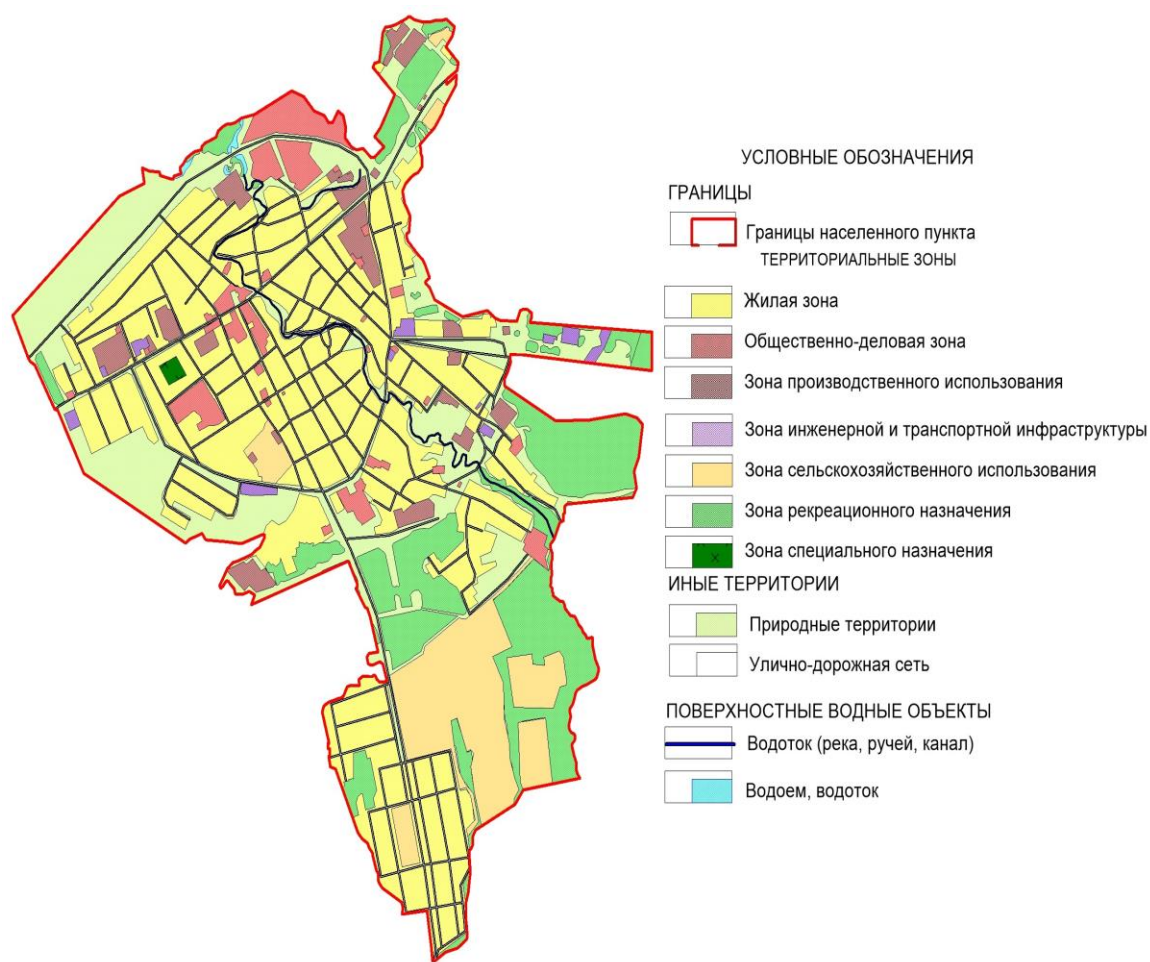 УСЛОВНЫЕ ОБОЗНАЧЕНИЯ
ГРАНИЦЫ
Границы населенного пункта
ТЕРРИТОРИАЛЬНЫЕ ЗОНЫ
Жилая зона
Общественно-деловая зона
Зона производственного использования
Зона инженерной и транспортной инфраструктуры
Зона сельскохозяйственного использования
Зона рекреационного назначения
Зона специального назначения
ИНЫЕ ТЕРРИТОРИИ
Природные территории
Улично-дорожная сеть
ПОВЕРХНОСТНЫЕ ВОДНЫЕ ОБЪЕКТЫ
Водоток (река, ручей, канал)
Водоем, водоток